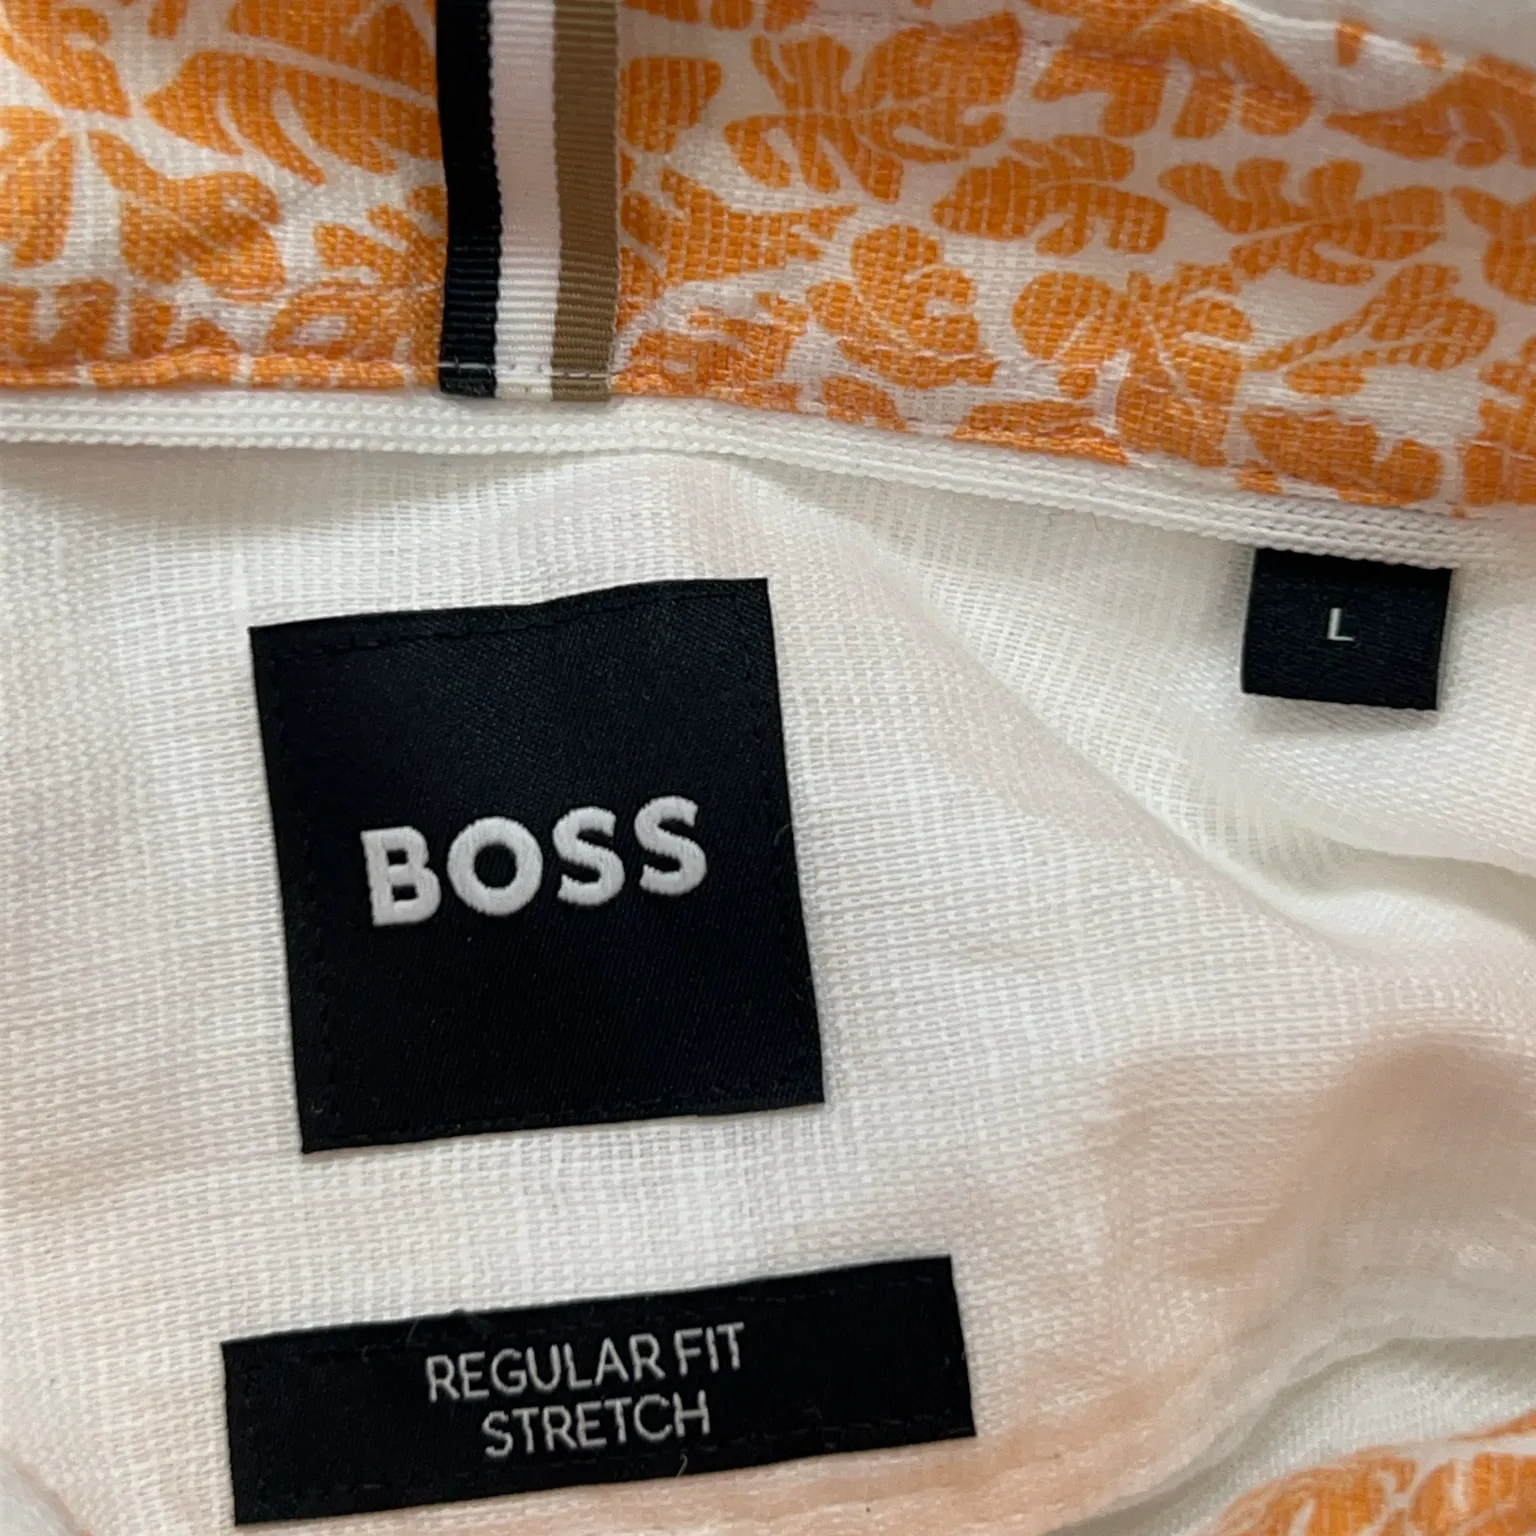 L
BOSS
REGULAR FIT
STRETCH